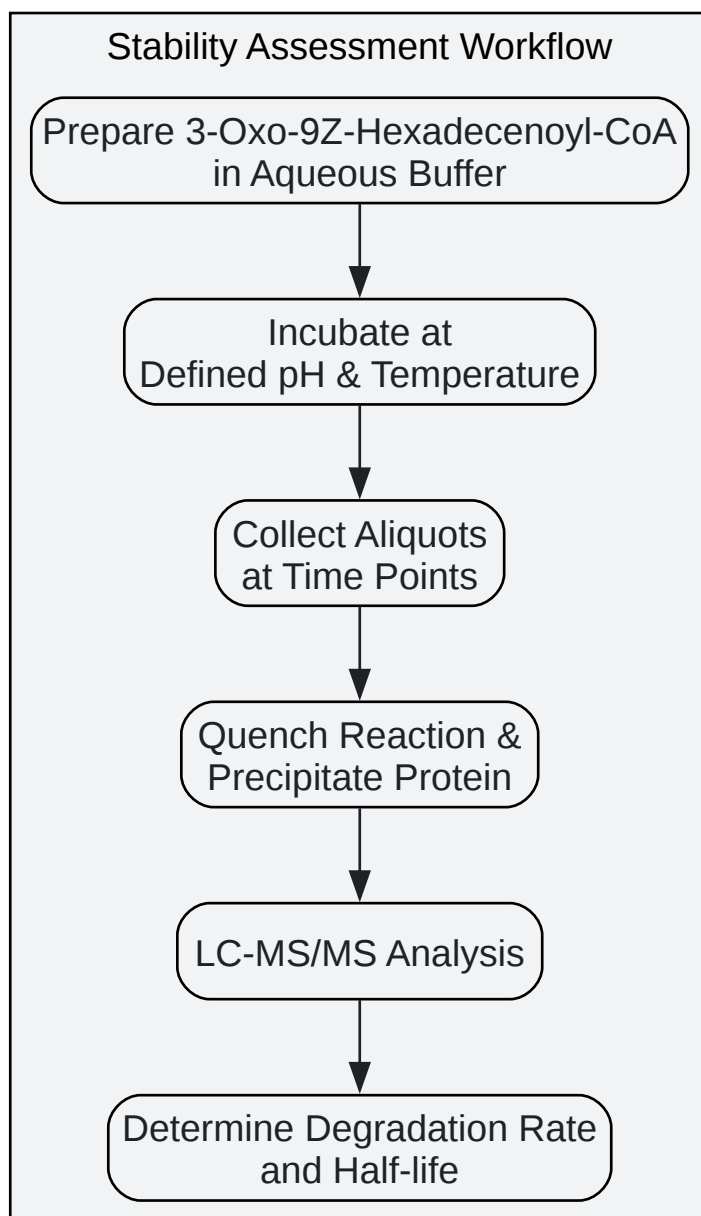 Stability Assessment Workflow
Prepare 3-Oxo-9Z-Hexadecenoyl-CoA
in Aqueous Buffer
Incubate at
Defined pH & Temperature
Collect Aliquots
at Time Points
Quench Reaction &
Precipitate Protein
LC-MS/MS Analysis
Determine Degradation Rate
and Half-life